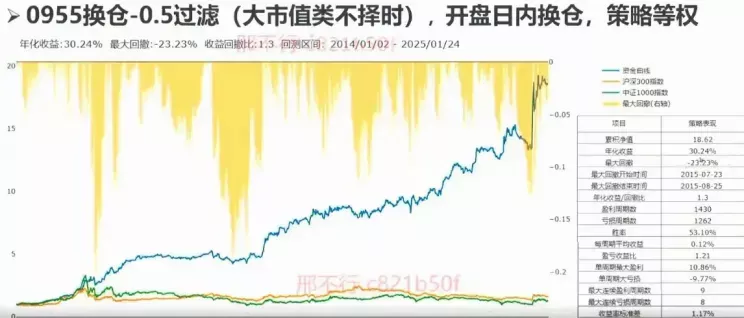 0955换仓-0.5过滤（大市值类不择时），开盘日内换仓，策略等权
年化收益:30.24% 最大回撤:-23.23% 收益回撤比:1.3 回测区间: 2014/01/02 - 2025/01/24
邢不行 c821b50f
20
15
10
5
0
-0.05
-0.1
-0.15
-0.2
资金曲线
沪深300指数
中证1000指数
最大回撤(右轴)
项目 策略表现
累积净值 18.62
年化收益 30.24%
最大回撤 -23.23%
最大回撤开始时间 2015-07-23
最大回撤结束时间 2015-08-25
年化收益/回撤比 1.3
盈利周期数 1430
亏损周期数 1262
胜率 53.10%
每周期平均收益 0.12%
盈亏收益比 1.21
单周期最大盈利 10.86%
单周期大亏损 -9.77%
最大连续盈利周期数 9
最大连续亏损周期数 8
收益率标准差 1.17%
邢不行 c821b50f